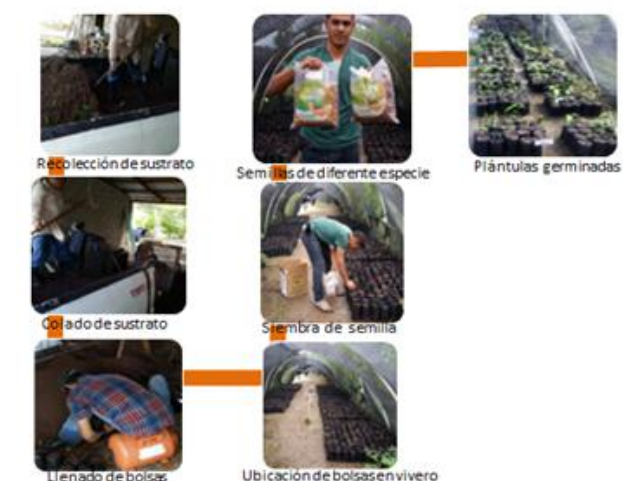 Recolección de sustrato
Colado de sustrato
Llenado de bolsas
Ubicación de bolsas en vivero
Siembra de semilla
Semillas de diferente especie
Plántulas germinadas